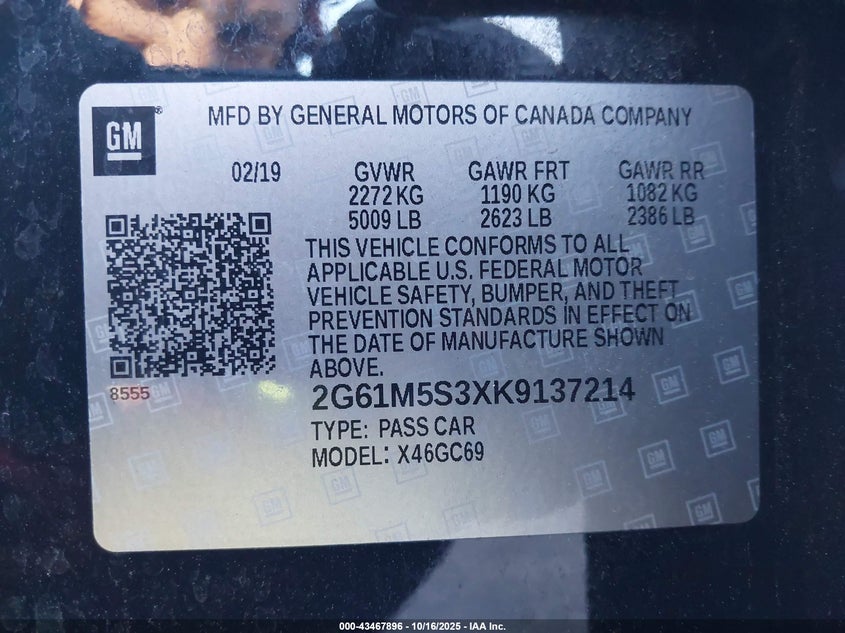 GM®
MFD BY GENERAL MOTORS OF CANADA COMPANY
02/19 GVWR GAWR FRT GAWR RR
2272 KG 1190 KG 1082 KG
5009 LB 2623 LB 2386 LB
THIS VEHICLE CONFORMS TO ALL
APPLICABLE U.S. FEDERAL MOTOR
VEHICLE SAFETY, BUMPER, AND THEFT
PREVENTION STANDARDS IN EFFECT ON
THE DATE OF MANUFACTURE SHOWN
ABOVE.
8555
2G61M5S3XK9137214
TYPE: PASS CAR
MODEL: X46GC69
000-43467896 - 10/16/2025 - IAA Inc.